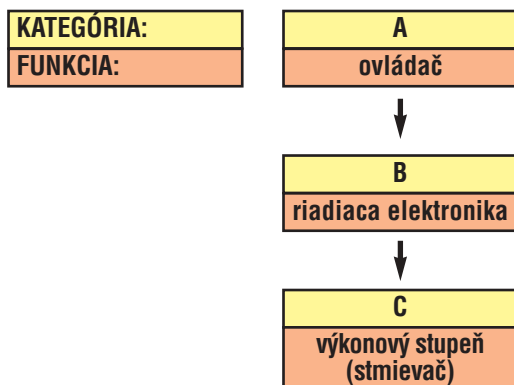 KATEGÓRIA:
FUNKCIA:
A
ovládač
B
riadiaca elektronika
C
výkonový stupeň
(stmievač)